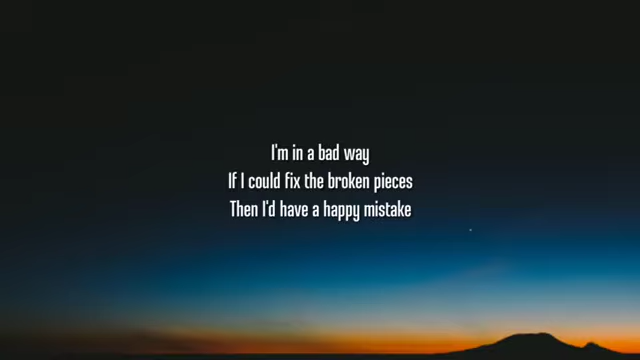 I'm in a bad way
If I could fix the broken pieces
Then I'd have a happy mistake